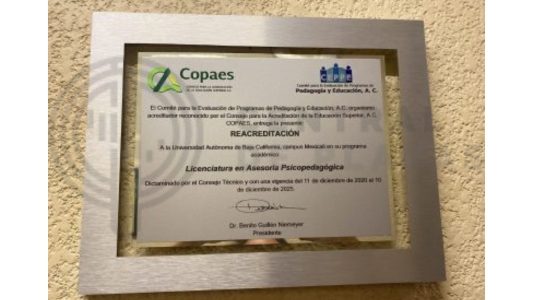 Copaes
CONSEJO PARA LA ACREDITACIÓN
DE LA EDUCACIÓN SUPERIOR A.C.
CEPPE
Comité para la Evaluación de Programas de
Pedagogía y Educación, A. C.
El Comité para la Evaluación de Programas de Pedagogía y Educación, A.C. organismo
acreditador reconocido por el Consejo para la Acreditación de la Educación Superior, A.C.
COPAES, entrega la presente:
REACREDITACIÓN
A la Universidad Autónoma de Baja California, campus Mexicali en su programa
académico:
Licenciatura en Asesoría Psicopedagógica
Dictaminado por el Consejo Técnico y con una vigencia del 11 de diciembre de 2020 al 10
de diciembre de 2025.
Dr. Benito Guillén Niemeyer
Presidente